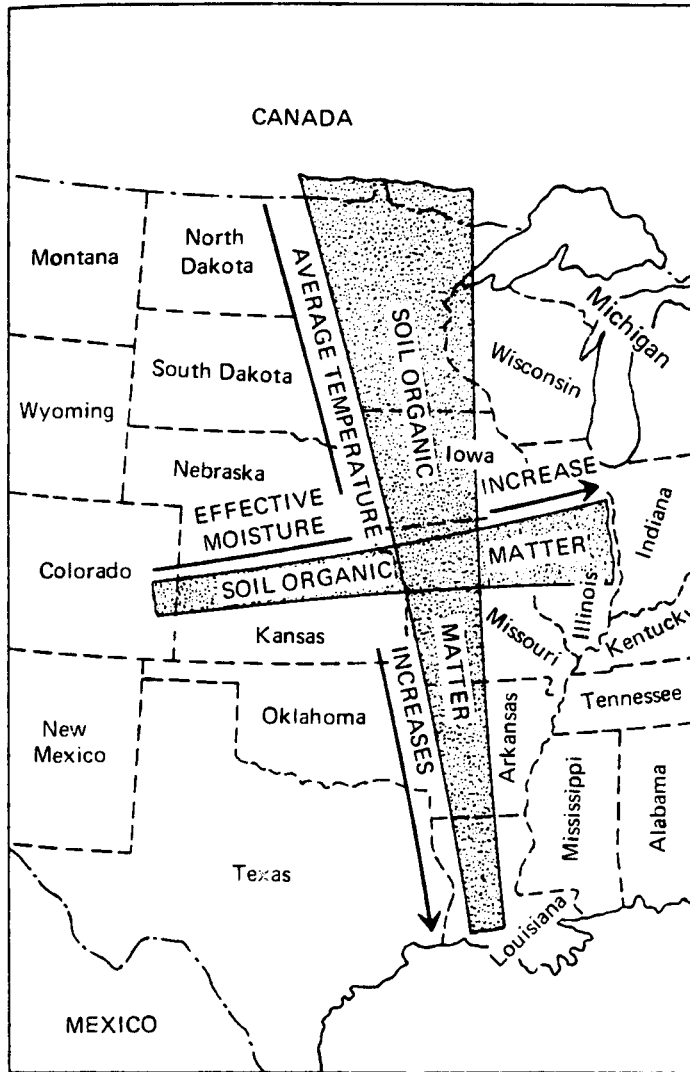 CANADA
Montana
North
Dakota
Michigan
Wyoming
South Dakota
Wisconsin
Nebraska
Iowa
AVERAGE TEMPERATURE
INCREASES
SOIL ORGANIC
MATTER
EFFECTIVE
MOISTURE
INCREASE
SOIL ORGANIC
MATTER
Colorado
Kansas
Missouri
Illinois
Indiana
Kentucky
New
Mexico
Oklahoma
Arkansas
Tennessee
Texas
Mississippi
Alabama
Louisiana
MEXICO